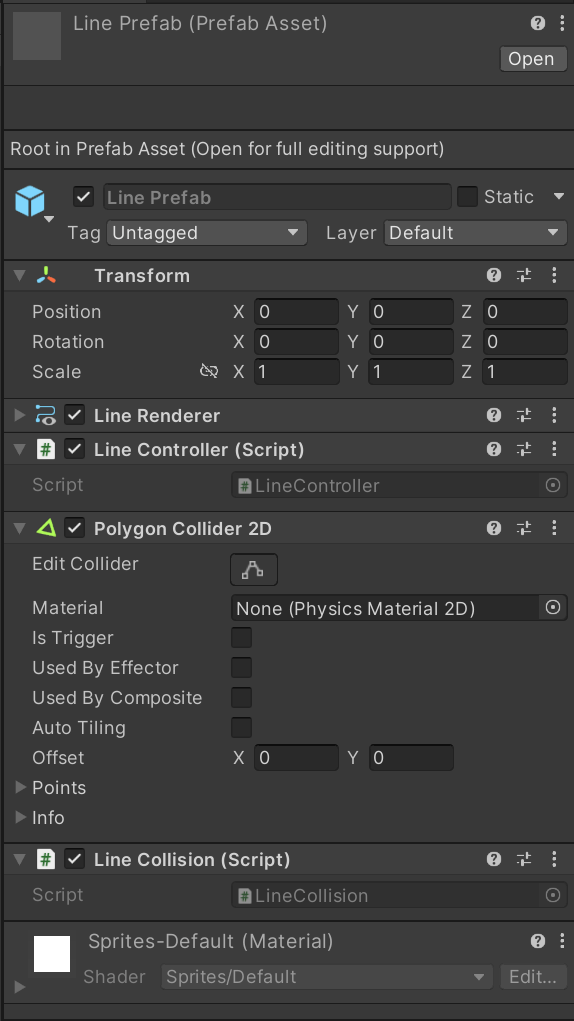 Line Prefab (Prefab Asset)
Open
Root in Prefab Asset (Open for full editing support)
Line Prefab
Static
Tag Untagged Layer Default
Transform
Position X 0 Y 0 Z 0
Rotation X 0 Y 0 Z 0
Scale X 1 Y 1 Z 1
Line Renderer
Line Controller (Script)
Script LineController
Polygon Collider 2D
Edit Collider
Material None (Physics Material 2D)
Is Trigger
Used By Effector
Used By Composite
Auto Tiling
Offset X 0 Y 0
Points
Info
Line Collision (Script)
Script LineCollision
Sprites-Default (Material)
Shader Sprites/Default Edit...